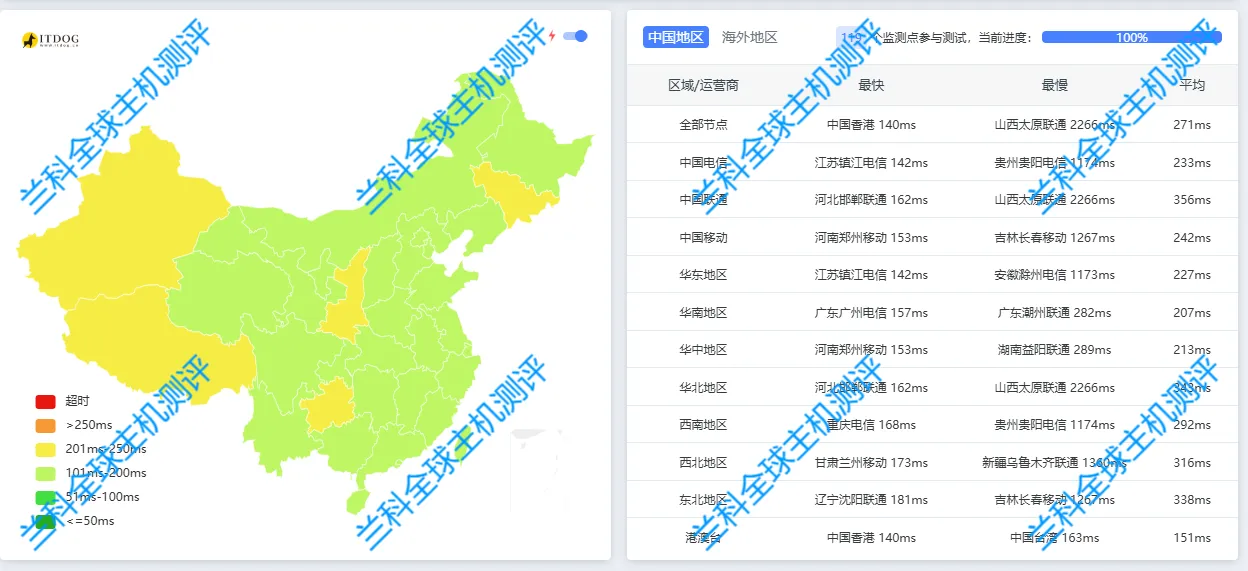 ITDOG
www.itdog.cn
兰科全球主机测评
兰科全球主机测评
兰科全球主机测评
兰科全球主机测评
超时
>250ms
201ms-250ms
101ms-200ms
51ms-100ms
<=50ms
中国地区 海外地区 个监测点参与测试，当前进度： 100%
区域/运营商 最快 最慢 平均
全部节点 中国香港 140ms 山西太原联通 2266ms 271ms
中国电信 江苏镇江电信 142ms 贵州贵阳电信 1174ms 233ms
中国联通 河北邯郸联通 162ms 山西太原联通 2266ms 356ms
中国移动 河南郑州移动 153ms 吉林长春移动 1267ms 242ms
华东地区 江苏镇江电信 142ms 安徽滁州电信 1173ms 227ms
华南地区 广东广州电信 157ms 广东潮州联通 282ms 207ms
华中地区 河南郑州移动 153ms 湖南益阳联通 289ms 213ms
华北地区 河北邯郸联通 162ms 山西太原联通 2266ms 343ms
西南地区 重庆电信 168ms 贵州贵阳电信 1174ms 292ms
西北地区 甘肃兰州移动 173ms 新疆乌鲁木齐联通 1360ms 316ms
东北地区 辽宁沈阳联通 181ms 吉林长春移动 1267ms 338ms
港澳台 中国香港 140ms 中国台湾 163ms 151ms
兰科全球主机测评
兰科全球主机测评
兰科全球主机测评
兰科全球主机测评